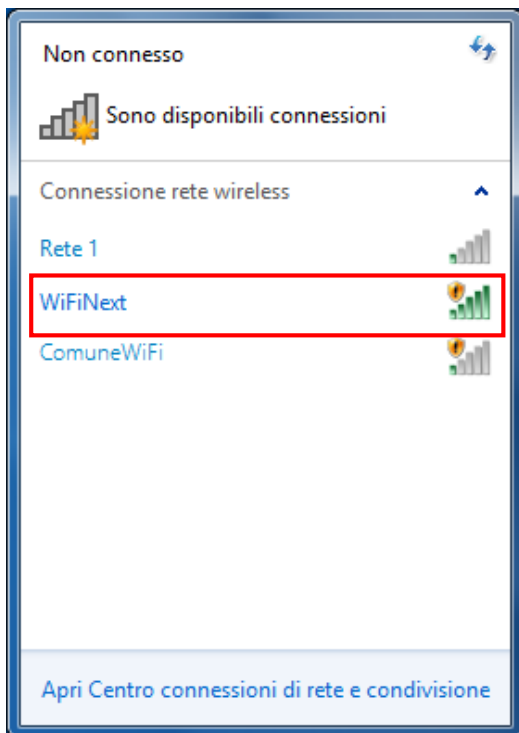 Non connesso
Sono disponibili connessioni
Connessione rete wireless
Rete 1
WiFiNext
ComuneWiFi
Apri Centro connessioni di rete e condivisione